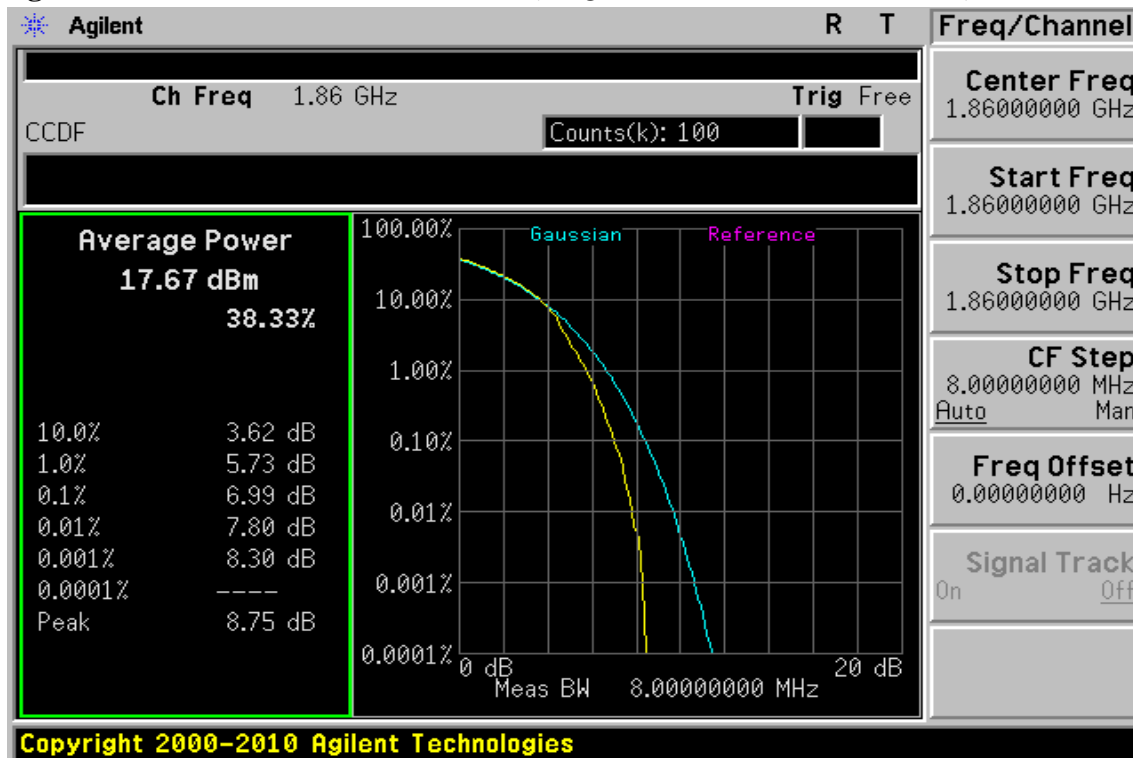 Agilent R T
Freq/Channel
Ch Freq 1.86 GHz Trig Free
CCDF Counts(k): 100
Center Freq
1.86000000 GHz
Start Freq
1.86000000 GHz
Stop Freq
1.86000000 GHz
CF Step
8.00000000 MHz
Auto Man
Freq Offset
0.00000000 Hz
Signal Track
On Off
Average Power
17.67 dBm
38.33%
10.0% 3.62 dB
1.0% 5.73 dB
0.1% 6.99 dB
0.01% 7.80 dB
0.001% 8.30 dB
0.0001% ----
Peak 8.75 dB
Gaussian Reference
100.00%
10.00%
1.00%
0.10%
0.01%
0.001%
0.0001%
0 dB 20 dB
Meas BW 8.00000000 MHz
Copyright 2000-2010 Agilent Technologies